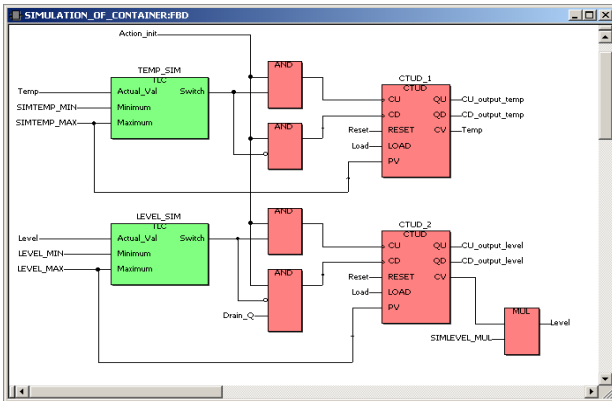 SIMULATION_OF_CONTAINER:FBD
Action_init
TEMP_SIM
TLC
Temp
Actual_Val
Switch
SIMTEMP_MIN
Minimum
SIMTEMP_MAX
Maximum
AND
AND
CTUD_1
CTUD
CU
QU
CU_output_temp
CD
QD
CD_output_temp
Reset
RESET
CV
Temp
Load
LOAD
PV
LEVEL_SIM
TLC
Level
Actual_Val
Switch
LEVEL_MIN
Minimum
LEVEL_MAX
Maximum
AND
AND
Drain_Q
CTUD_2
CTUD
CU
QU
CU_output_level
CD
QD
CD_output_level
Reset
RESET
CV
Load
LOAD
PV
MUL
Level
SIMLEVEL_MUL